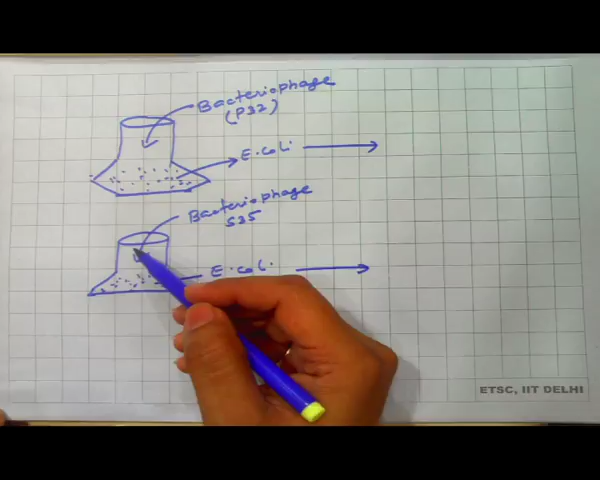 Bacteriophage
(P32)
E.coli
Bacteriophage
S35
E.coli.
ETSC, IIT DELHI